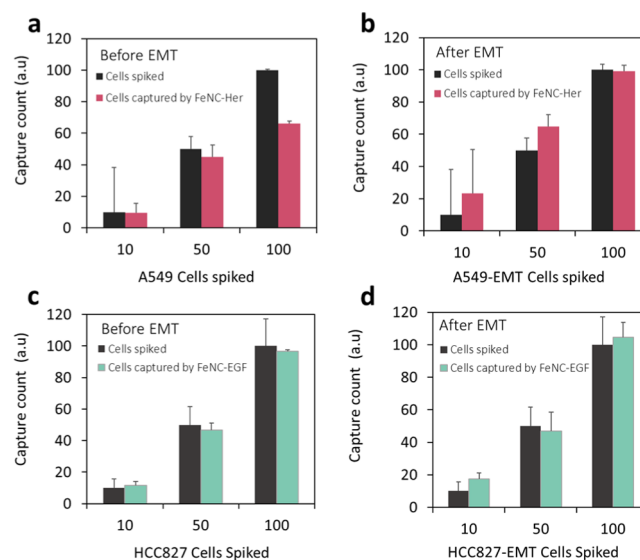 a
Before EMT
Cells spiked
Cells captured by FeNC-Her
Capture count (a.u)
120
100
80
60
40
20
0
10 50 100
A549 Cells spiked
b
After EMT
Cells spiked
Cells captured by FeNC-Her
Capture count (a.u)
120
100
80
60
40
20
0
10 50 100
A549-EMT Cells spiked
c
Before EMT
Cells spiked
Cells captured by FeNC-EGF
Capture count (a.u)
120
100
80
60
40
20
0
10 50 100
HCC827 Cells Spiked
d
After EMT
Cells spiked
Cells captured by FeNC-EGF
Capture count (a.u)
120
100
80
60
40
20
0
10 50 100
HCC827-EMT Cells Spiked